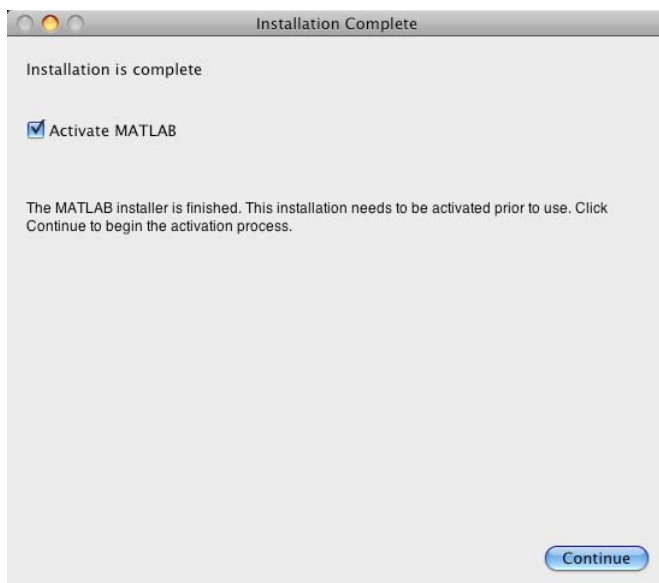 Installation Complete
Installation is complete
Activate MATLAB
The MATLAB installer is finished. This installation needs to be activated prior to use. Click
Continue to begin the activation process.
Continue